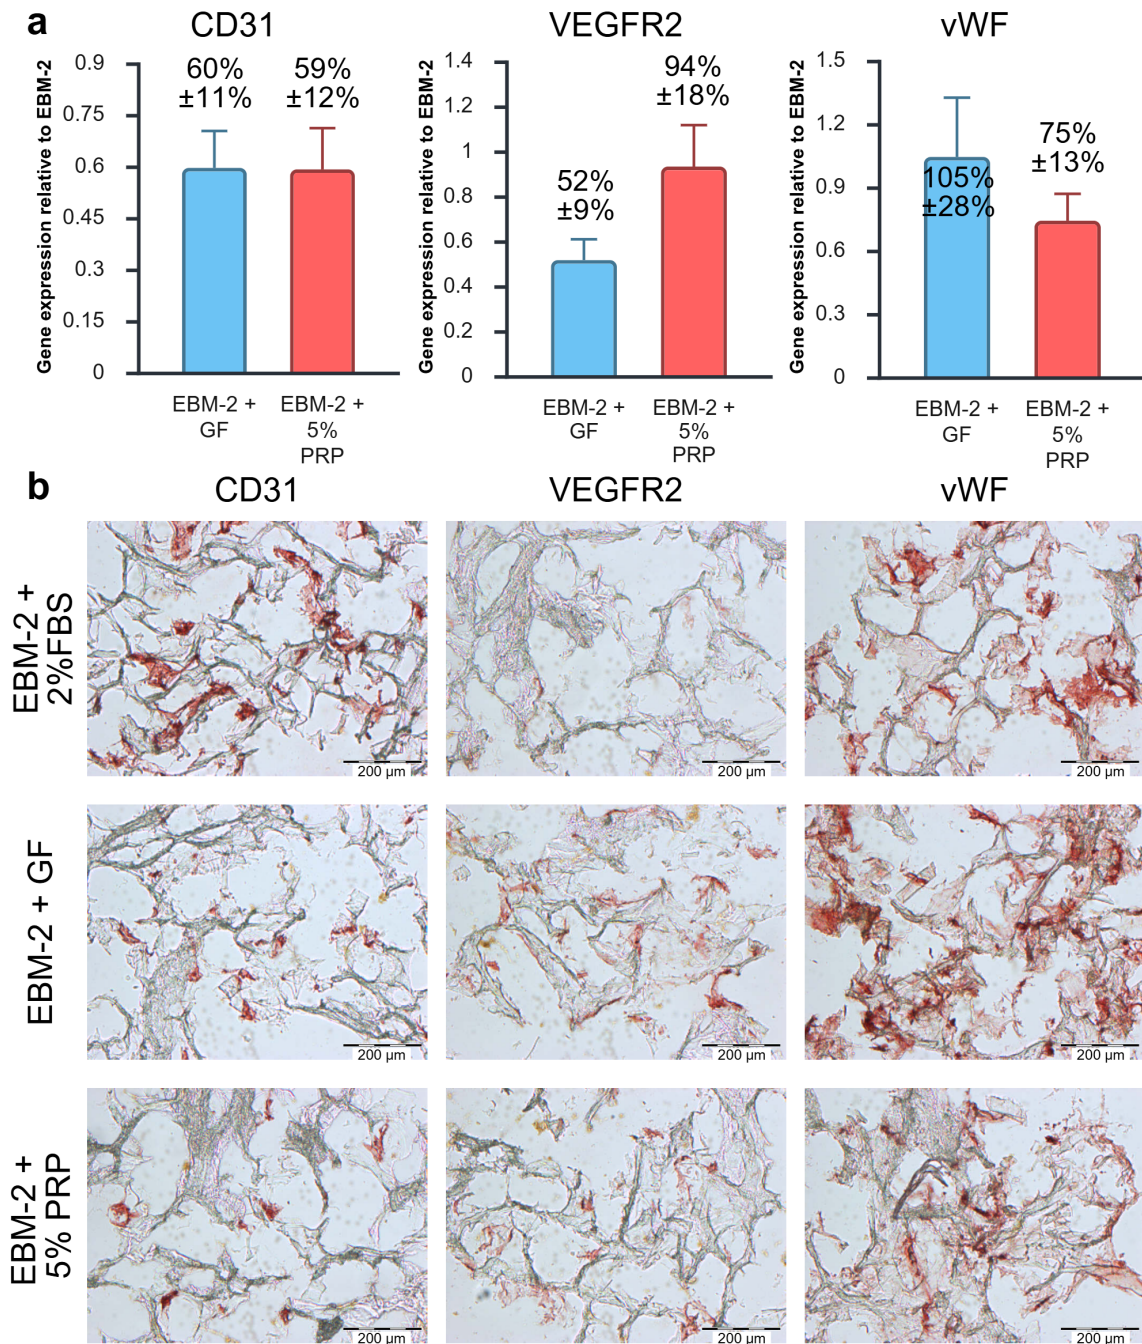 a
CD31
VEGFR2
vWF
Gene expression relative to EBM-2
0.9
0.75
0.6
0.45
0.3
0.15
0
60%
±11%
59%
±12%
EBM-2 +
GF
EBM-2 +
5%
PRP
Gene expression relative to EBM-2
1.4
1.2
1
0.8
0.6
0.4
0.2
0
52%
±9%
94%
±18%
EBM-2 +
GF
EBM-2 +
5%
PRP
Gene expression relative to EBM-2
1.5
1.2
0.9
0.6
0.3
0
105%
±28%
75%
±13%
EBM-2 +
GF
EBM-2 +
5%
PRP
b
CD31
VEGFR2
vWF
EBM-2 +
2%FBS
200 µm
200 µm
200 µm
EBM-2 + GF
200 µm
200 µm
200 µm
EBM-2 +
5% PRP
200 µm
200 µm
200 µm